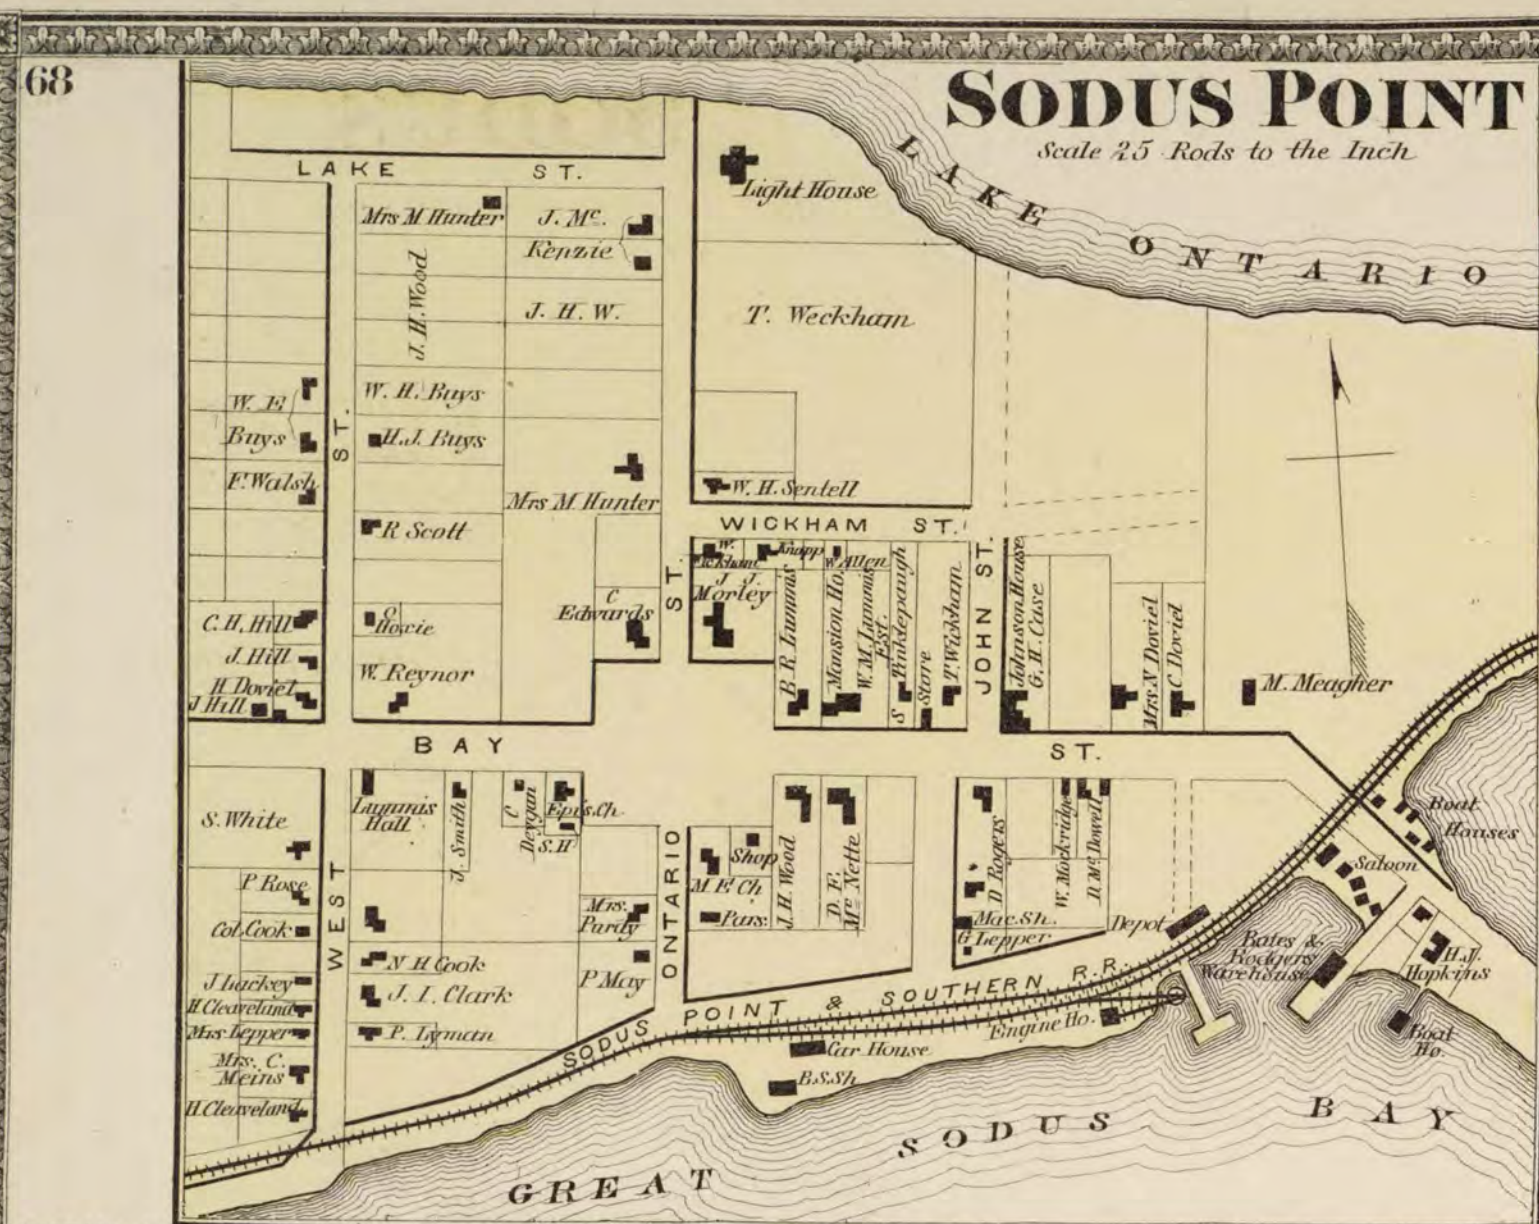 68
SODUS POINT
Scale 25 Rods to the Inch
LAKE ONTARIO
LAKE ST.
Light House
Mrs M. Hunter
J. Mc.
Kenzie
J. H. Wood
J. H. W.
T. Weckham
W. E
Buys
W. H. Buys
H. J. Buys
F. Walsh
ST.
Mrs M. Hunter
W. H. Sentell
R Scott
WICKHAM ST.
W.
Wickham
Knapp
W Allen
J. J.
Morley
C
Edwards
ST.
B. R. Lummis
Mansion Ho.
W. M. Lummis
Est.
S Pinklepaugh
Store
T. Wickham
JOHN ST.
Johnson House
G. H. Case
Mrs N. Doviel
C Doviel
M. Meagher
C. H. Hill
J. Hill
H Doviel
J Hill
Howie
W. Reynor
BAY ST.
S. White
Lummis
Hall
J. Smith
C
Deygan
Epis. Ch
S. H
Shop
M. E. Ch
Pars.
J. H. Wood
D. F.
Mc Nette
D. Rogers
W. Mockridge
D. Mc Dowell
Boat
Houses
Saloon
P Rose
Col. Cook
WEST
N H Cook
J. I. Clark
P. Lyman
Mrs.
Purdy
P May
ONTARIO
Mac. Sh.
G Lepper
Depot
Bates &
Rodgers
Warehouse
H. J.
Hopkins
Boat
Ho.
J Lackey
H. Cleaveland
Mrs Lepper
Mrs. C.
Meins
H. Cleaveland
SODUS POINT & SOUTHERN R.R.
Engine Ho.
Car House
B. S. Sh
GREAT SODUS BAY